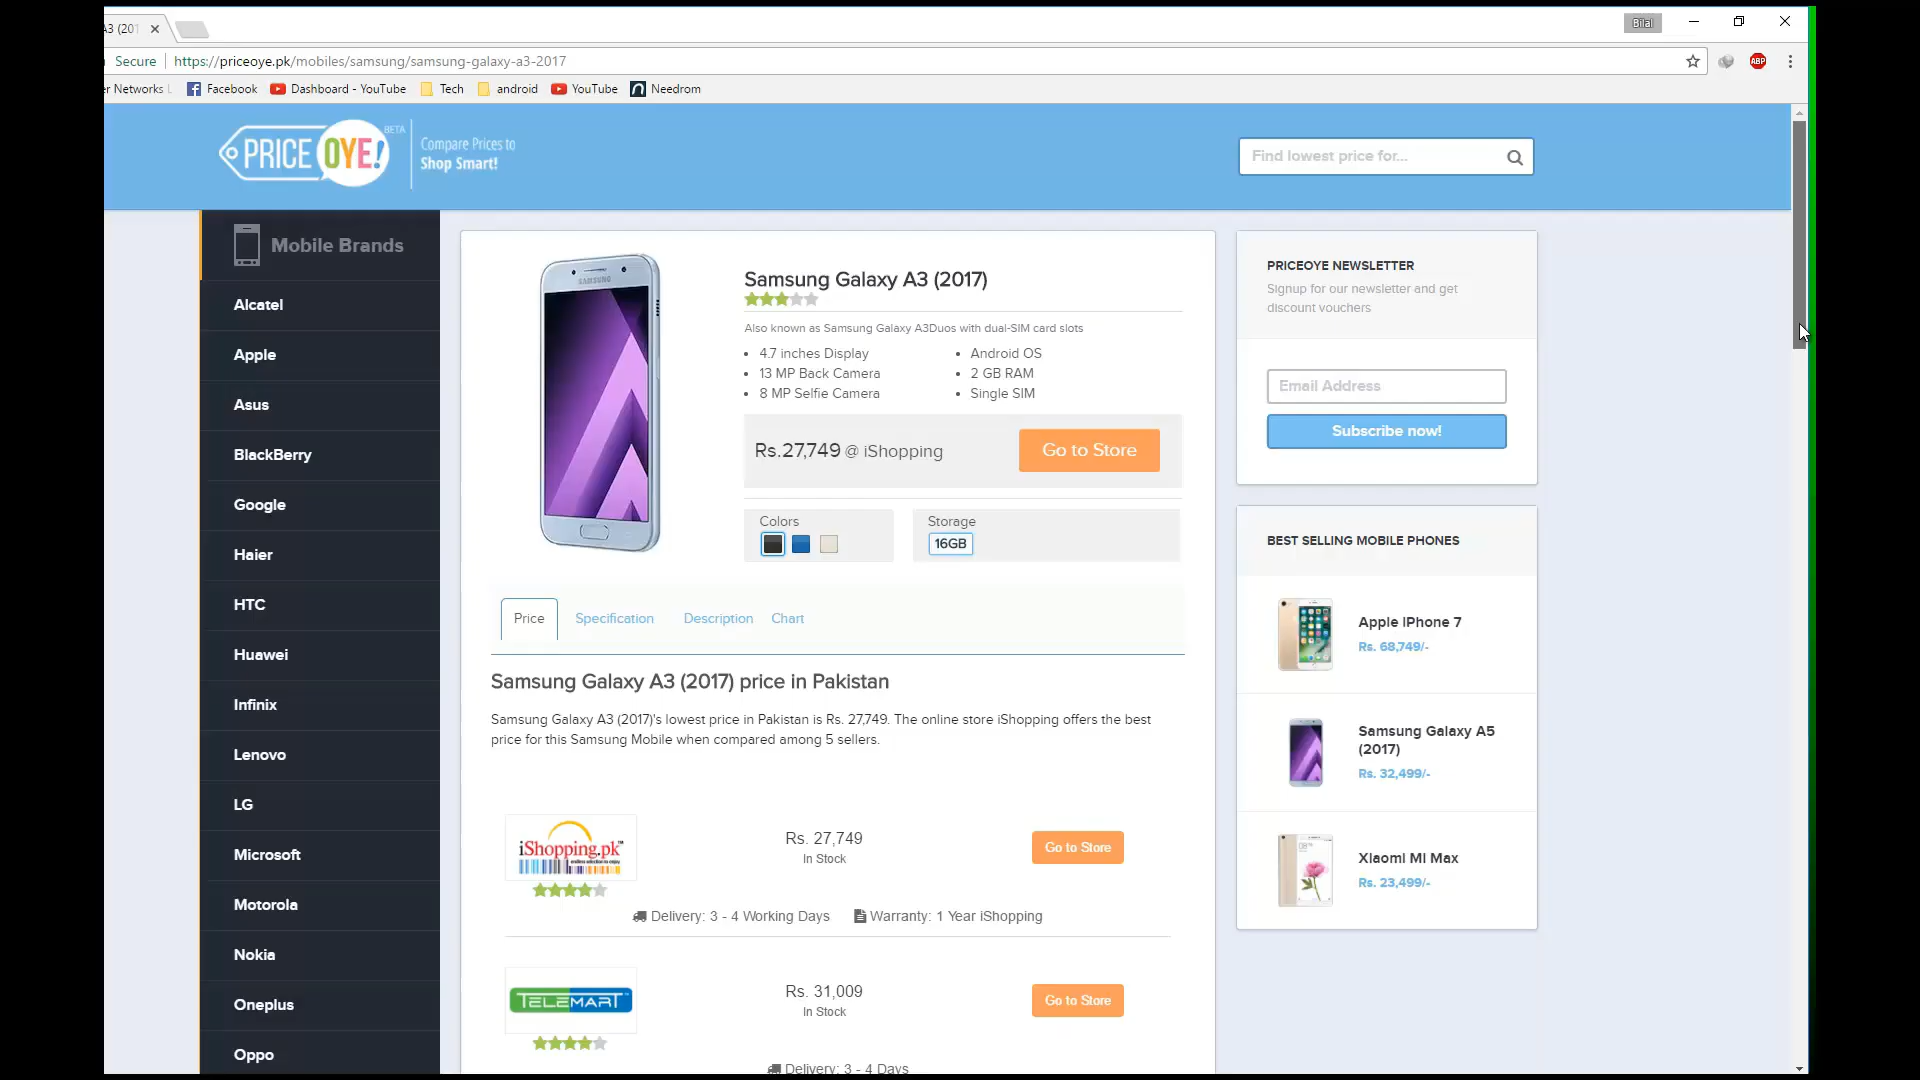 A3 (201
Bilal
Secure
https://priceoye.pk/mobiles/samsung/samsung-galaxy-a3-2017
ABP
er Networks
Facebook
Dashboard - YouTube
Tech
android
YouTube
Needrom
PRICE OYE!
BETA
Compare Prices to
Shop Smart!
Find lowest price for...
Mobile Brands
Alcatel
Apple
Asus
BlackBerry
Google
Haier
HTC
Huawei
Infinix
Lenovo
LG
Microsoft
Motorola
Nokia
Oneplus
Oppo
SAMSUNG
Samsung Galaxy A3 (2017)
Also known as Samsung Galaxy A3Duos with dual-SIM card slots
• 4.7 inches Display
• 13 MP Back Camera
• 8 MP Selfie Camera
• Android OS
• 2 GB RAM
• Single SIM
Rs.27,749 @ iShopping
Go to Store
Colors
Storage
16GB
Price
Specification
Description
Chart
Samsung Galaxy A3 (2017) price in Pakistan
Samsung Galaxy A3 (2017)'s lowest price in Pakistan is Rs. 27,749. The online store iShopping offers the best
price for this Samsung Mobile when compared among 5 sellers.
iShopping.pk™
Rs. 27,749
In Stock
Go to Store
Delivery: 3 - 4 Working Days
Warranty: 1 Year iShopping
TELEMART
Rs. 31,009
In Stock
Go to Store
Delivery: 3 - 4 Days
PRICEOYE NEWSLETTER
Signup for our newsletter and get
discount vouchers
Email Address
Subscribe now!
BEST SELLING MOBILE PHONES
Apple iPhone 7
Rs. 68,749/-
Samsung Galaxy A5
(2017)
Rs. 32,499/-
Xiaomi Mi Max
Rs. 23,499/-